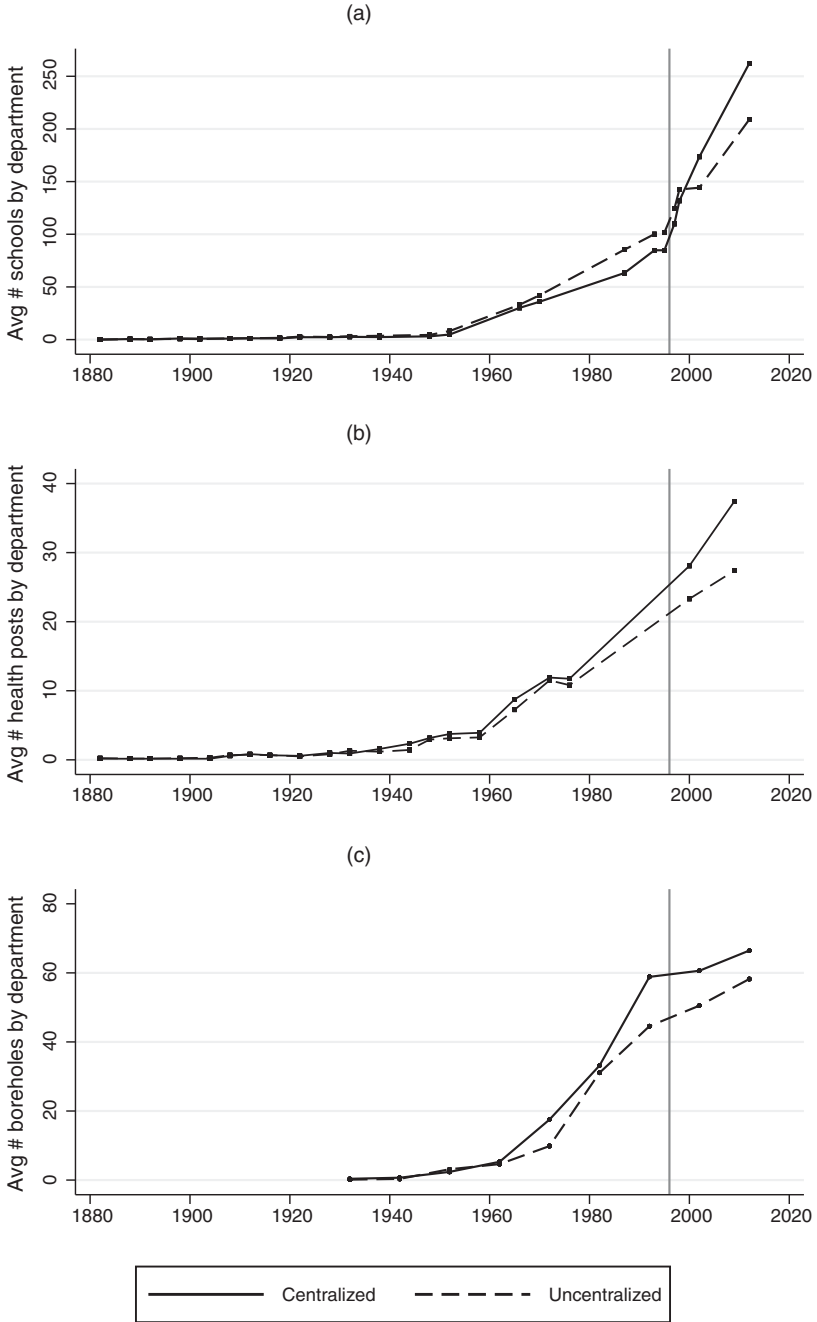 (a)
Avg # schools by department
250
200
150
100
50
0
1880 1900 1920 1940 1960 1980 2000 2020
(b)
Avg # health posts by department
40
30
20
10
0
1880 1900 1920 1940 1960 1980 2000 2020
(c)
Avg # boreholes by department
80
60
40
20
0
1880 1900 1920 1940 1960 1980 2000 2020
Centralized Uncentralized